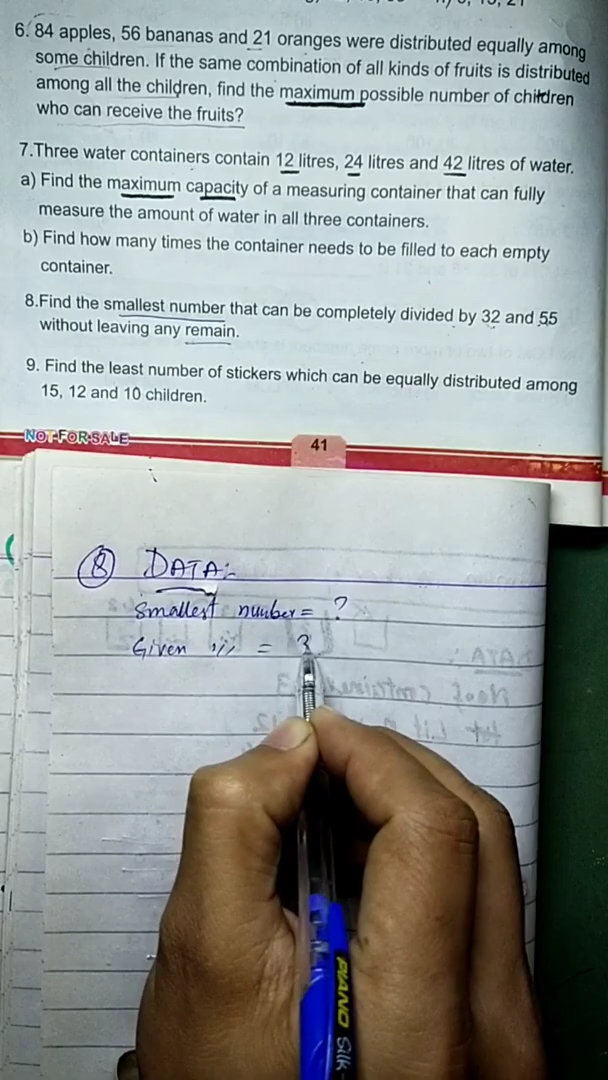 6. 84 apples, 56 bananas and 21 oranges were distributed equally among
some children. If the same combination of all kinds of fruits is distributed
among all the children, find the maximum possible number of children
who can receive the fruits?
7.Three water containers contain 12 litres, 24 litres and 42 litres of water.
a) Find the maximum capacity of a measuring container that can fully
measure the amount of water in all three containers.
b) Find how many times the container needs to be filled to each empty
container.
8.Find the smallest number that can be completely divided by 32 and 55
without leaving any remain.
9. Find the least number of stickers which can be equally distributed among
15, 12 and 10 children.
NOT FOR SALE
41
8 DATA:-
Smallest number = ?
Given " = 3
PIANO Silk